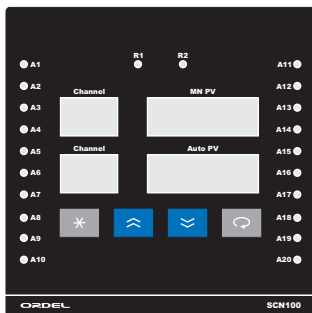 R1 R2
A1 A11
A2 A12
Channel MN PV
A3 A13
A4 A14
Channel Auto PV
A5 A15
A6 A16
A7 A17
A8 A18
A9 A19
A10 A20
ORDEL SCN100